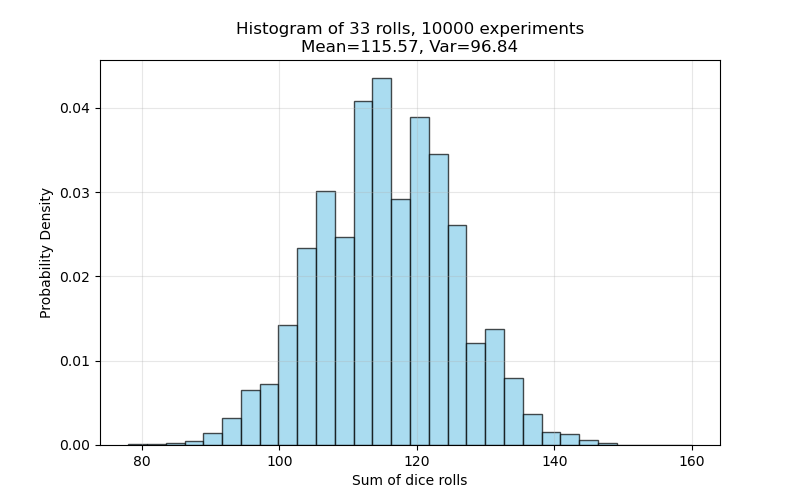 Histogram of 33 rolls, 10000 experiments
Mean=115.57, Var=96.84
Probability Density
0.04
0.03
0.02
0.01
0.00
80 100 120 140 160
Sum of dice rolls